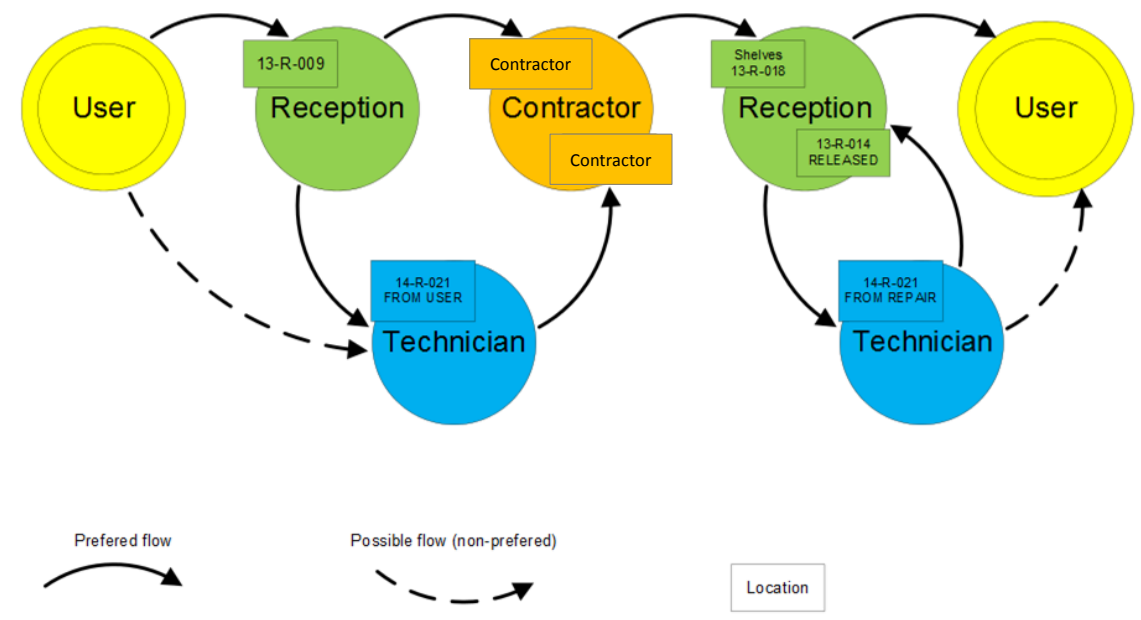 13-R-009
Contractor
Shelves
13-R-018
User
Reception
Contractor
Reception
User
Contractor
13-R-014
RELEASED
14-R-021
FROM USER
14-R-021
FROM REPAIR
Technician
Technician
Prefered flow
Possible flow (non-prefered)
Location